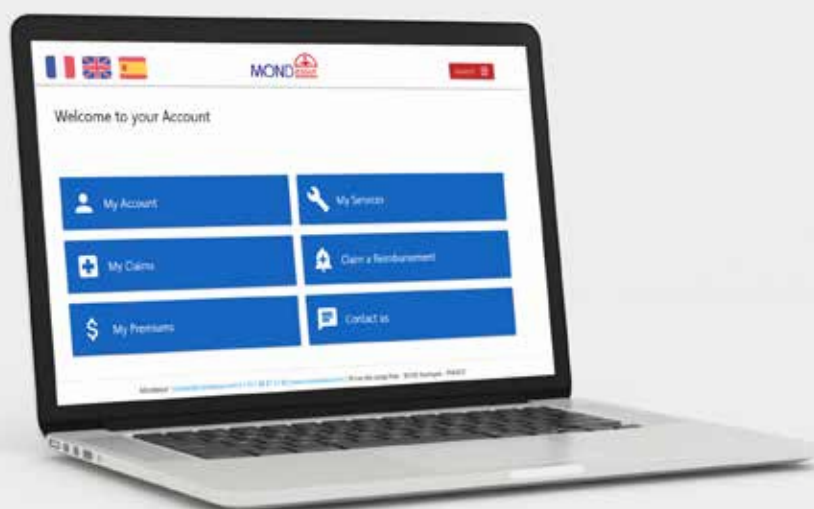 MOND
Welcome to your Account
My Account
My Services
My Claims
Claim a Reimbursement
My Premiums
Contact us